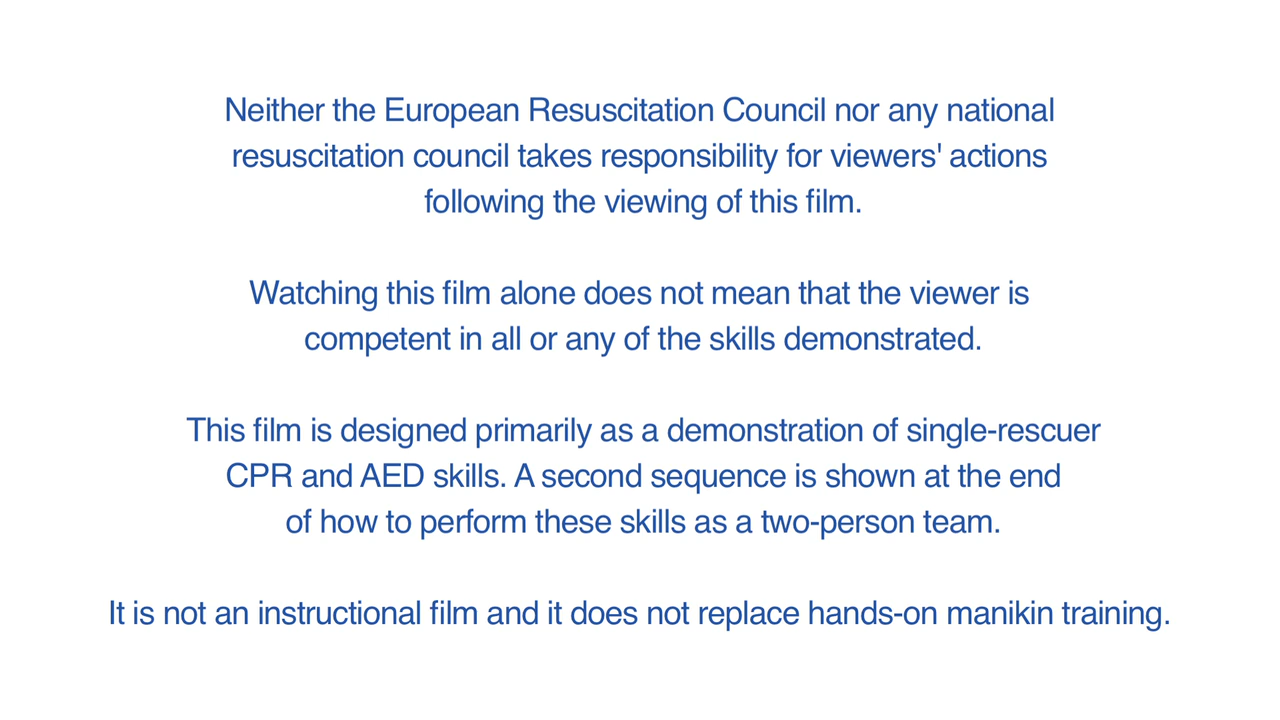 Neither the European Resuscitation Council nor any national
resuscitation council takes responsibility for viewers' actions
following the viewing of this film.
Watching this film alone does not mean that the viewer is
competent in all or any of the skills demonstrated.
This film is designed primarily as a demonstration of single-rescuer
CPR and AED skills. A second sequence is shown at the end
of how to perform these skills as a two-person team.
It is not an instructional film and it does not replace hands-on manikin training.